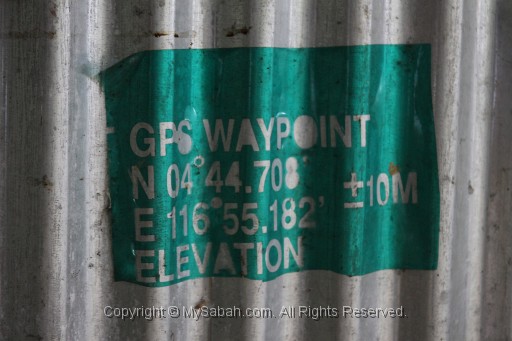 GPS WAYPOINT
N 04°44.708'
E 116°55.182' ±10M
ELEVATION
Copyright © MySabah.com. All Rights Reserved.